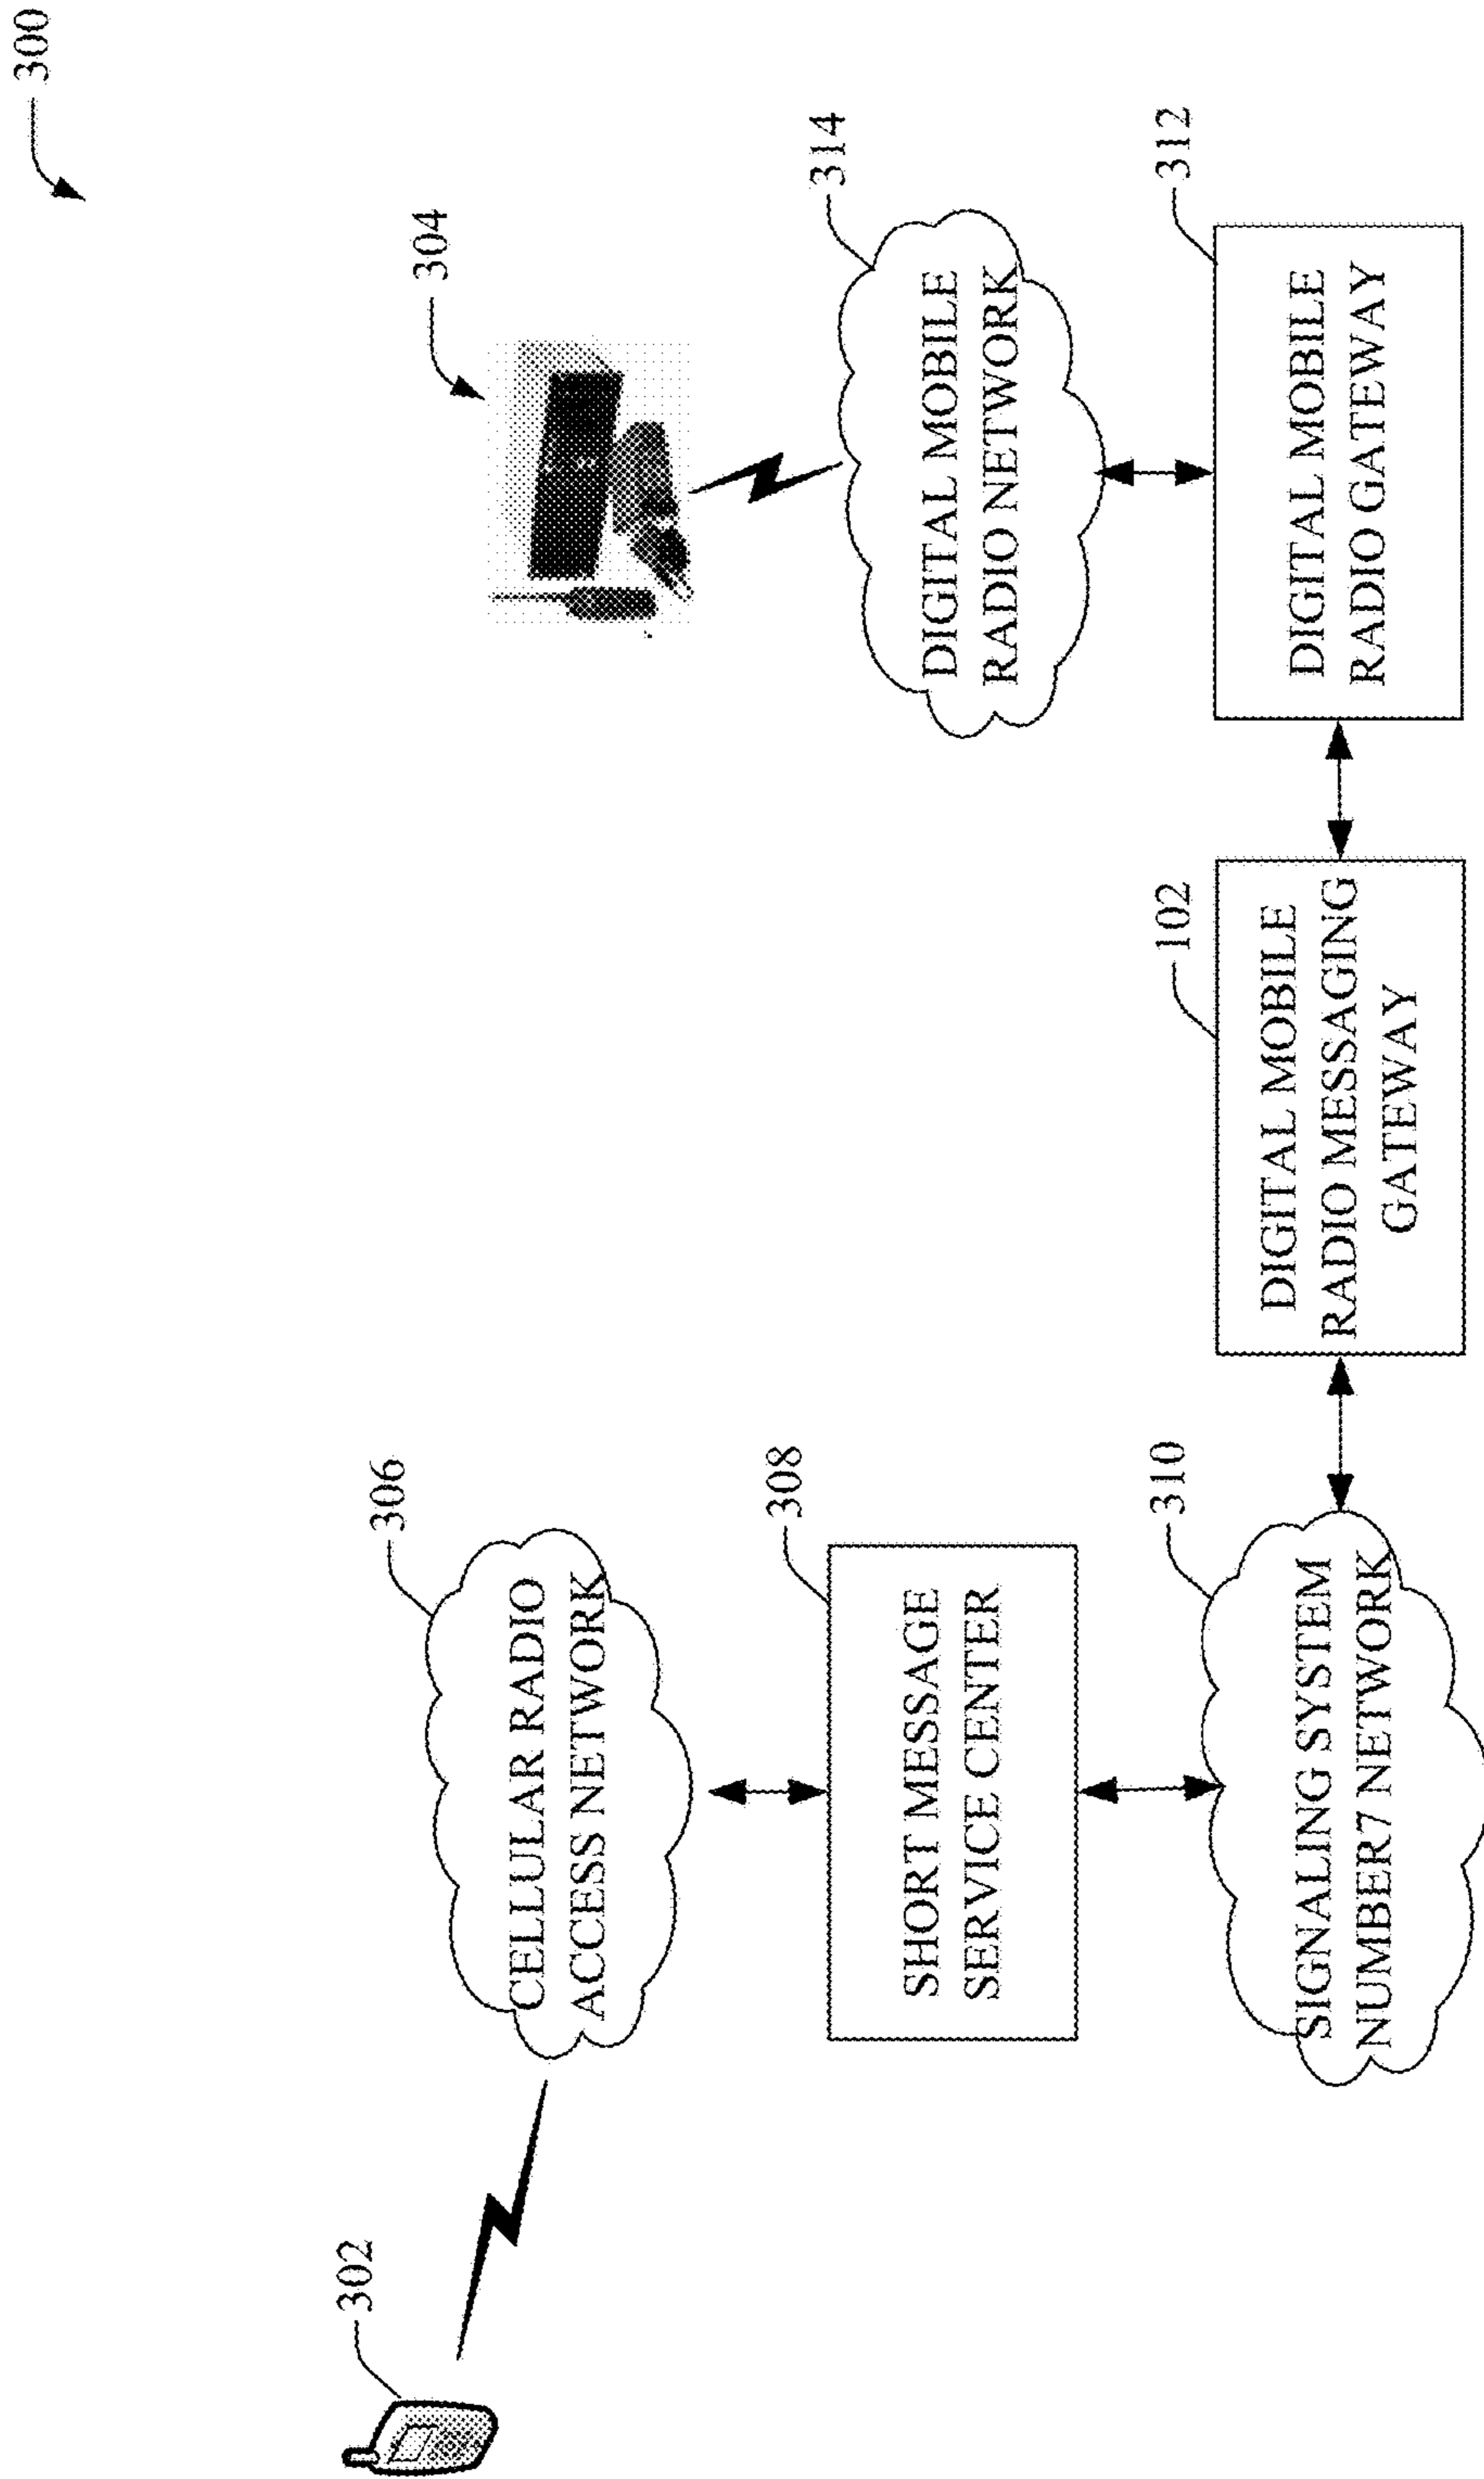 300
302
304
306
CELLULAR RADIO
ACCESS NETWORK
314
DIGITAL MOBILE
RADIO NETWORK
308
SHORT MESSAGE
SERVICE CENTER
310
SIGNALING SYSTEM
NUMBER7 NETWORK
102
DIGITAL MOBILE
RADIO MESSAGING
GATEWAY
312
DIGITAL MOBILE
RADIO GATEWAY